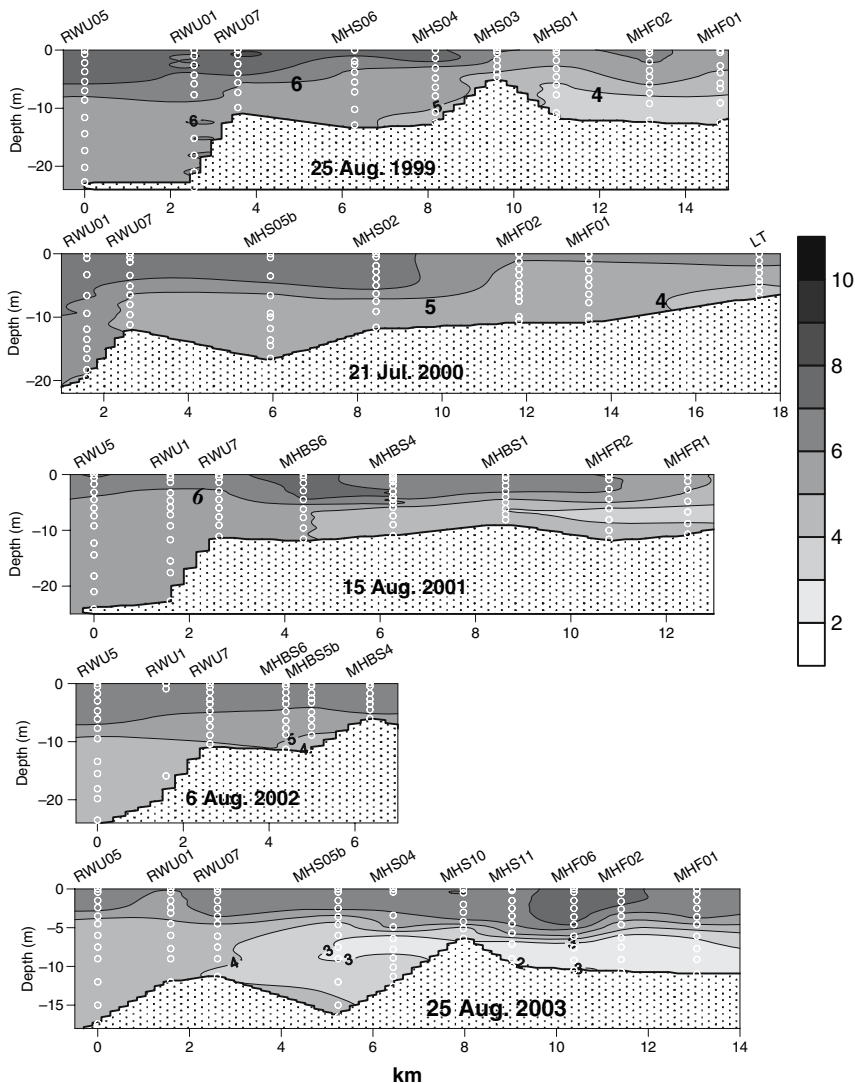 RWU05 RWU01 RWU07 MHS06 MHS04 MHS03 MHS01 MHF02 MHF01
0
−10
−20
Depth (m)
6
4
5
6
25 Aug. 1999
0 2 4 6 8 10 12 14
RWU01 RWU07 MHS05b MHS02 MHF02 MHF01 LT
0
−10
−20
Depth (m)
5
4
21 Jul. 2000
2 4 6 8 10 12 14 16 18
10
8
6
4
2
RWU5 RWU1 RWU7 MHBS6 MHBS4 MHBS1 MHFR2 MHFR1
0
−10
−20
Depth (m)
6
15 Aug. 2001
0 2 4 6 8 10 12
RWU5 RWU1 RWU7 MHBS6 MHBS5b MHBS4
0
−10
−20
Depth (m)
5
4
6 Aug. 2002
0 2 4 6
RWU05 RWU01 RWU07 MHS05b MHS04 MHS10 MHS11 MHF06 MHF02 MHF01
0
−5
−10
−15
Depth (m)
4
3
3
2
3
25 Aug. 2003
0 2 4 6 8 10 12 14
km